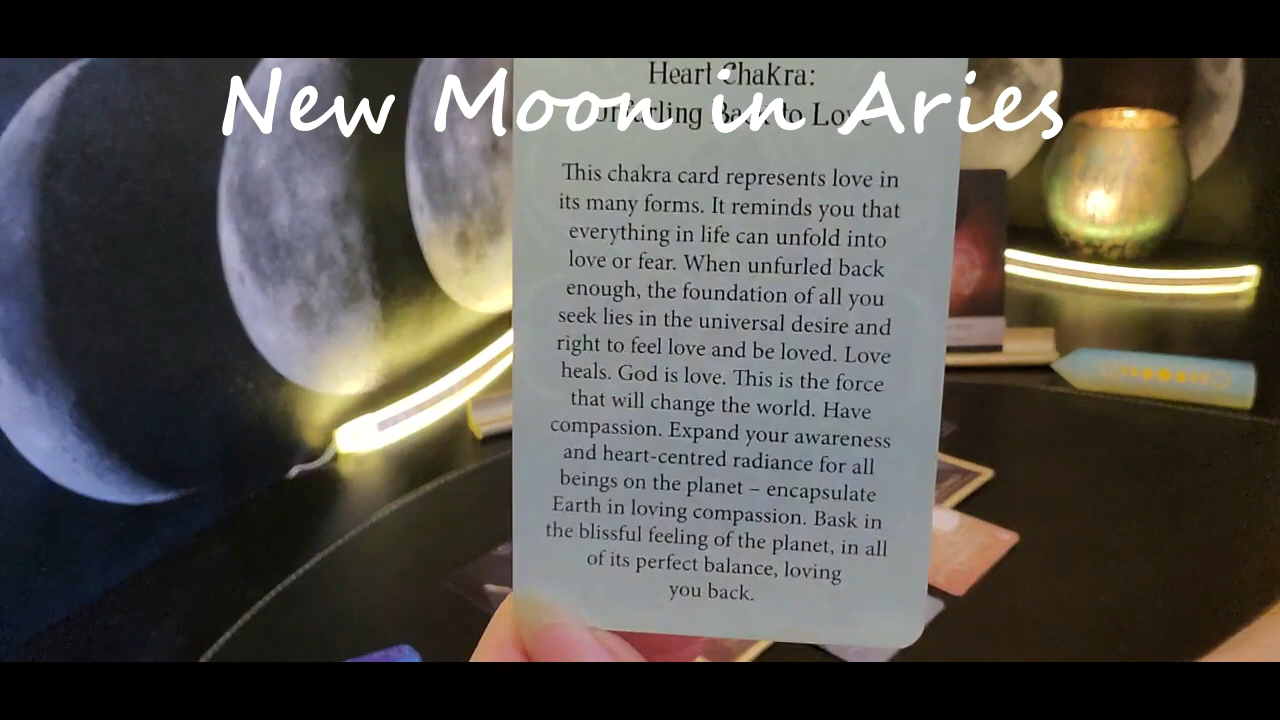 New Moon in Aries
Heart Chakra:
Back to Love
This chakra card represents love in
its many forms. It reminds you that
everything in life can unfold into
love or fear. When unfurled back
enough, the foundation of all you
seek lies in the universal desire and
right to feel love and be loved. Love
heals. God is love. This is the force
that will change the world. Have
compassion. Expand your awareness
and heart-centred radiance for all
beings on the planet – encapsulate
Earth in loving compassion. Bask in
the blissful feeling of the planet, in all
of its perfect balance, loving
you back.